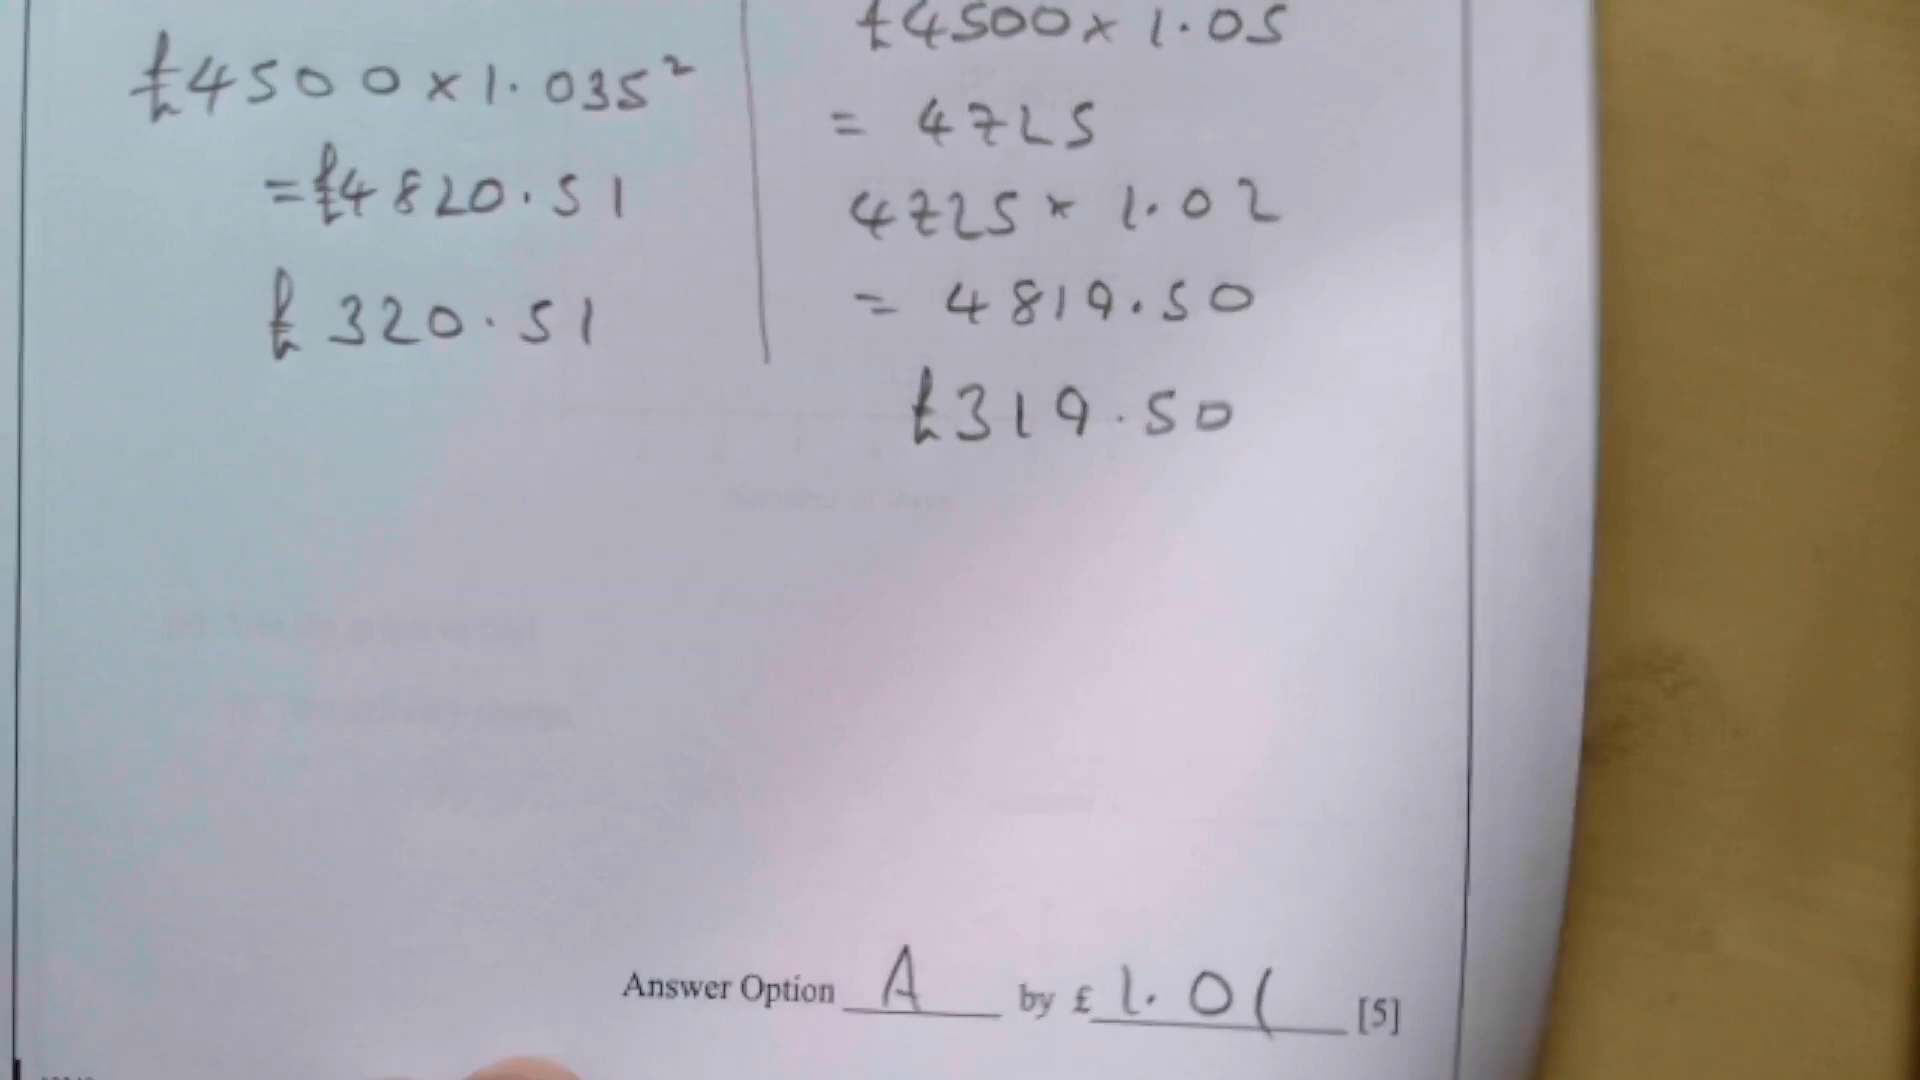 £4500 x 1.035²
= £4820.51
£ 320.51
£4500 x 1.05
= 4725
4725 x 1.02
= 4819.50
£319.50
Answer Option A by £ 1.01 [5]